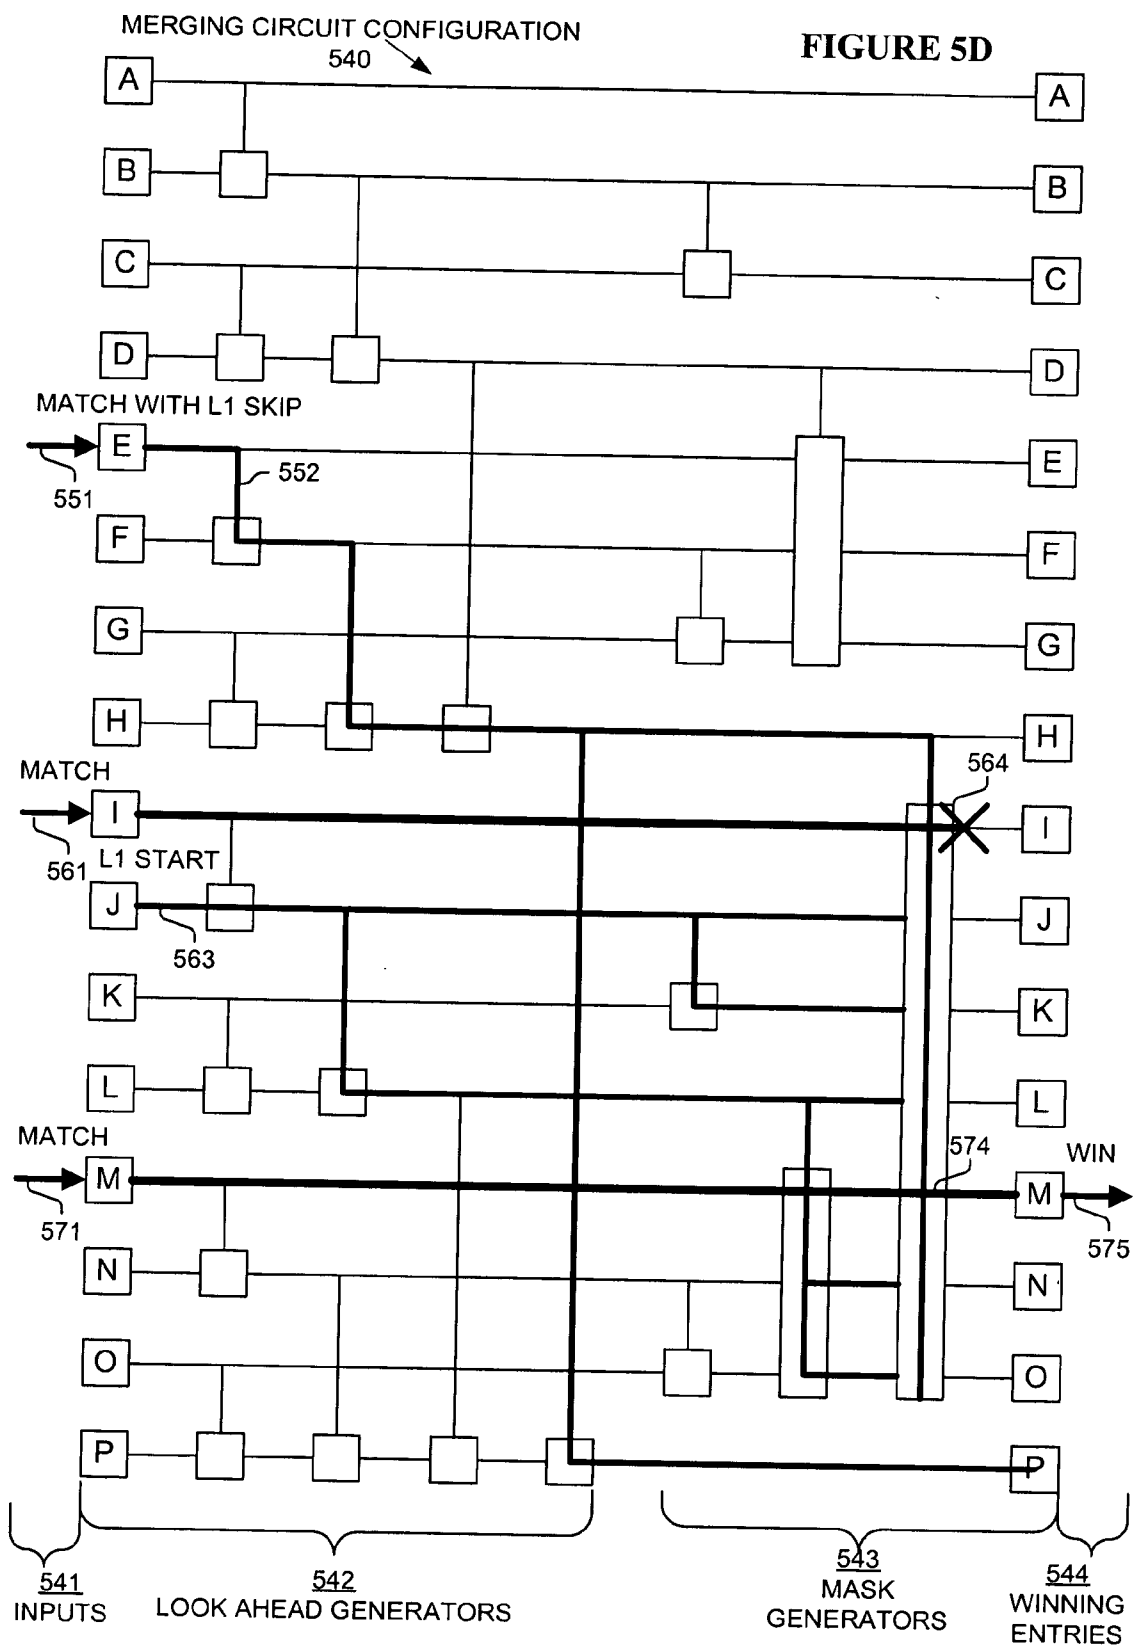 MERGING CIRCUIT CONFIGURATION
540
FIGURE 5D
A
A
B
B
C
C
D
D
MATCH WITH L1 SKIP
E
E
551
552
F
F
G
G
H
H
MATCH
564
I
I
561
L1 START
J
J
563
K
K
L
L
MATCH
574
WIN
M
M
571
575
N
N
O
O
P
P
541
INPUTS
542
LOOK AHEAD GENERATORS
543
MASK
GENERATORS
544
WINNING
ENTRIES